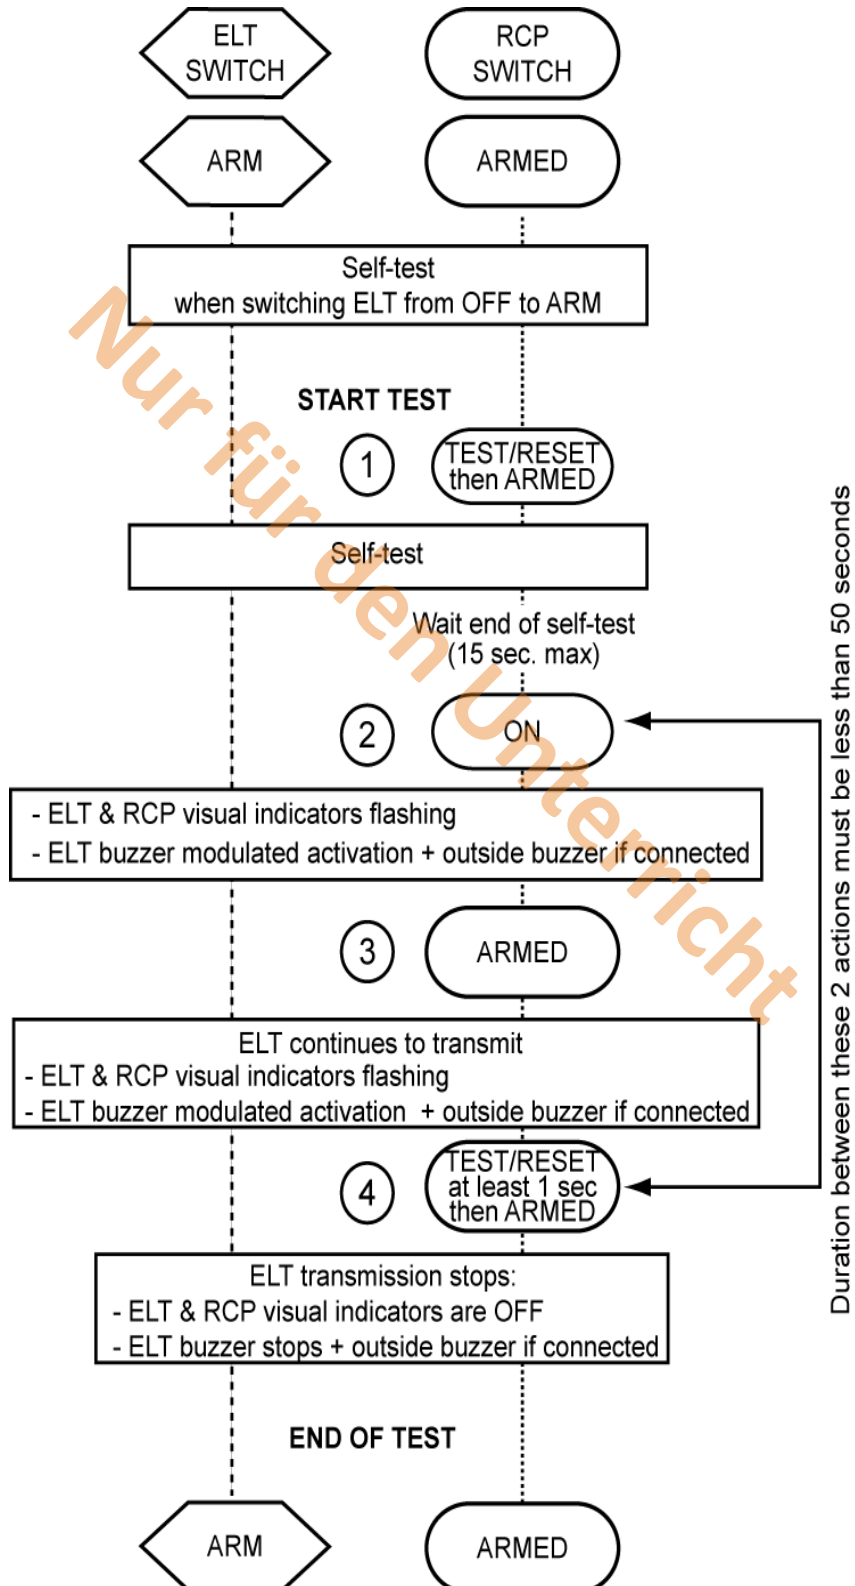 ELT
SWITCH
RCP
SWITCH
ARM
ARMED
Self-test
when switching ELT from OFF to ARM
START TEST
1
TEST/RESET
then ARMED
Self-test
Wait end of self-test
(15 sec. max)
2
ON
- ELT & RCP visual indicators flashing
- ELT buzzer modulated activation + outside buzzer if connected
3
ARMED
ELT continues to transmit
- ELT & RCP visual indicators flashing
- ELT buzzer modulated activation + outside buzzer if connected
4
TEST/RESET
at least 1 sec
then ARMED
ELT transmission stops:
- ELT & RCP visual indicators are OFF
- ELT buzzer stops + outside buzzer if connected
END OF TEST
ARM
ARMED
Duration between these 2 actions must be less than 50 seconds
Nur für den Unterricht